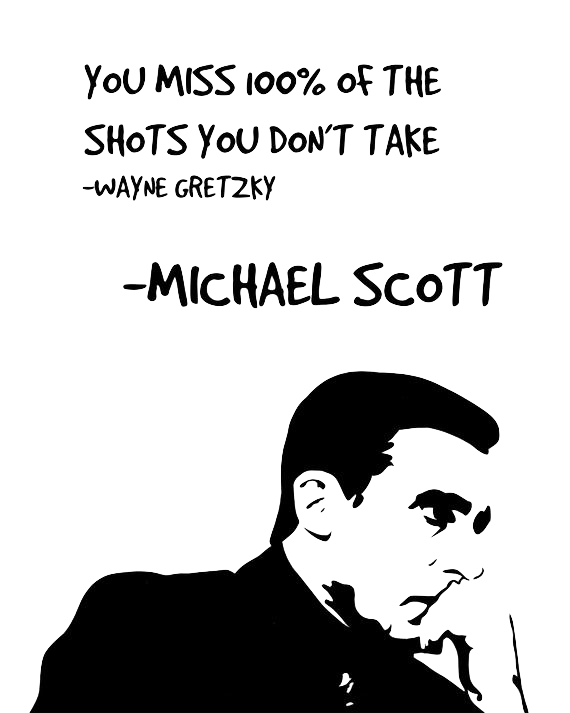 YOU MISS 100% OF THE
SHOTS YOU DON'T TAKE
-WAYNE GRETZKY
-MICHAEL SCOTT